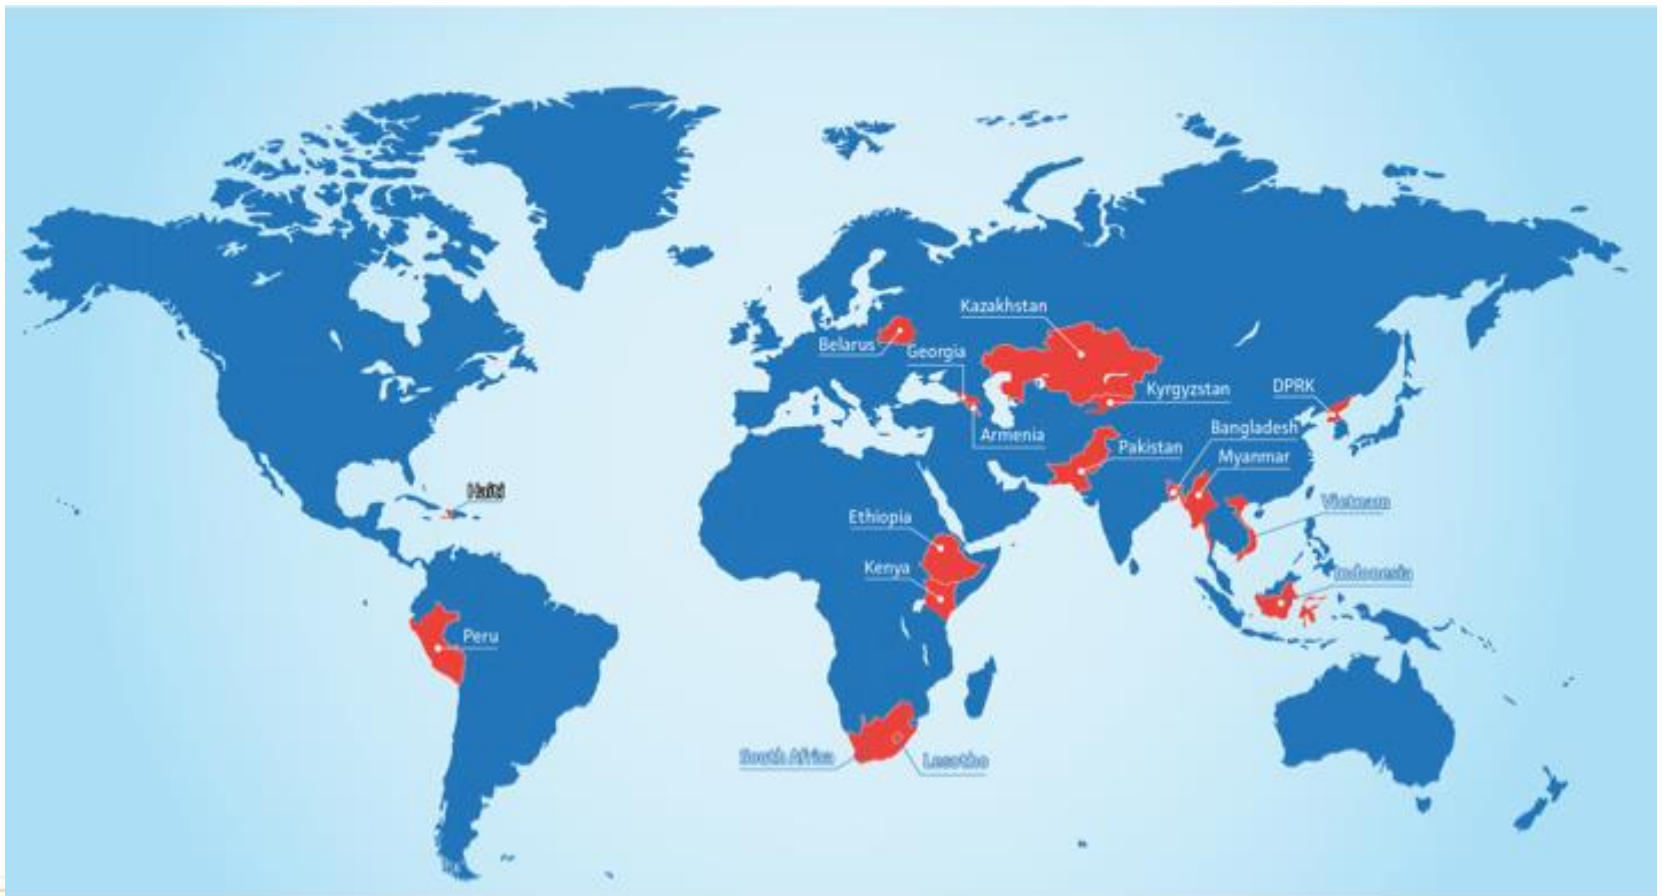 Kazakhstan
Belarus
Georgia
Kyrgyzstan
DPRK
Bangladesh
Armenia
Pakistan
Myanmar
Haiti
Vietnam
Ethiopia
Kenya
Indonesia
Peru
South Africa
Lesotho